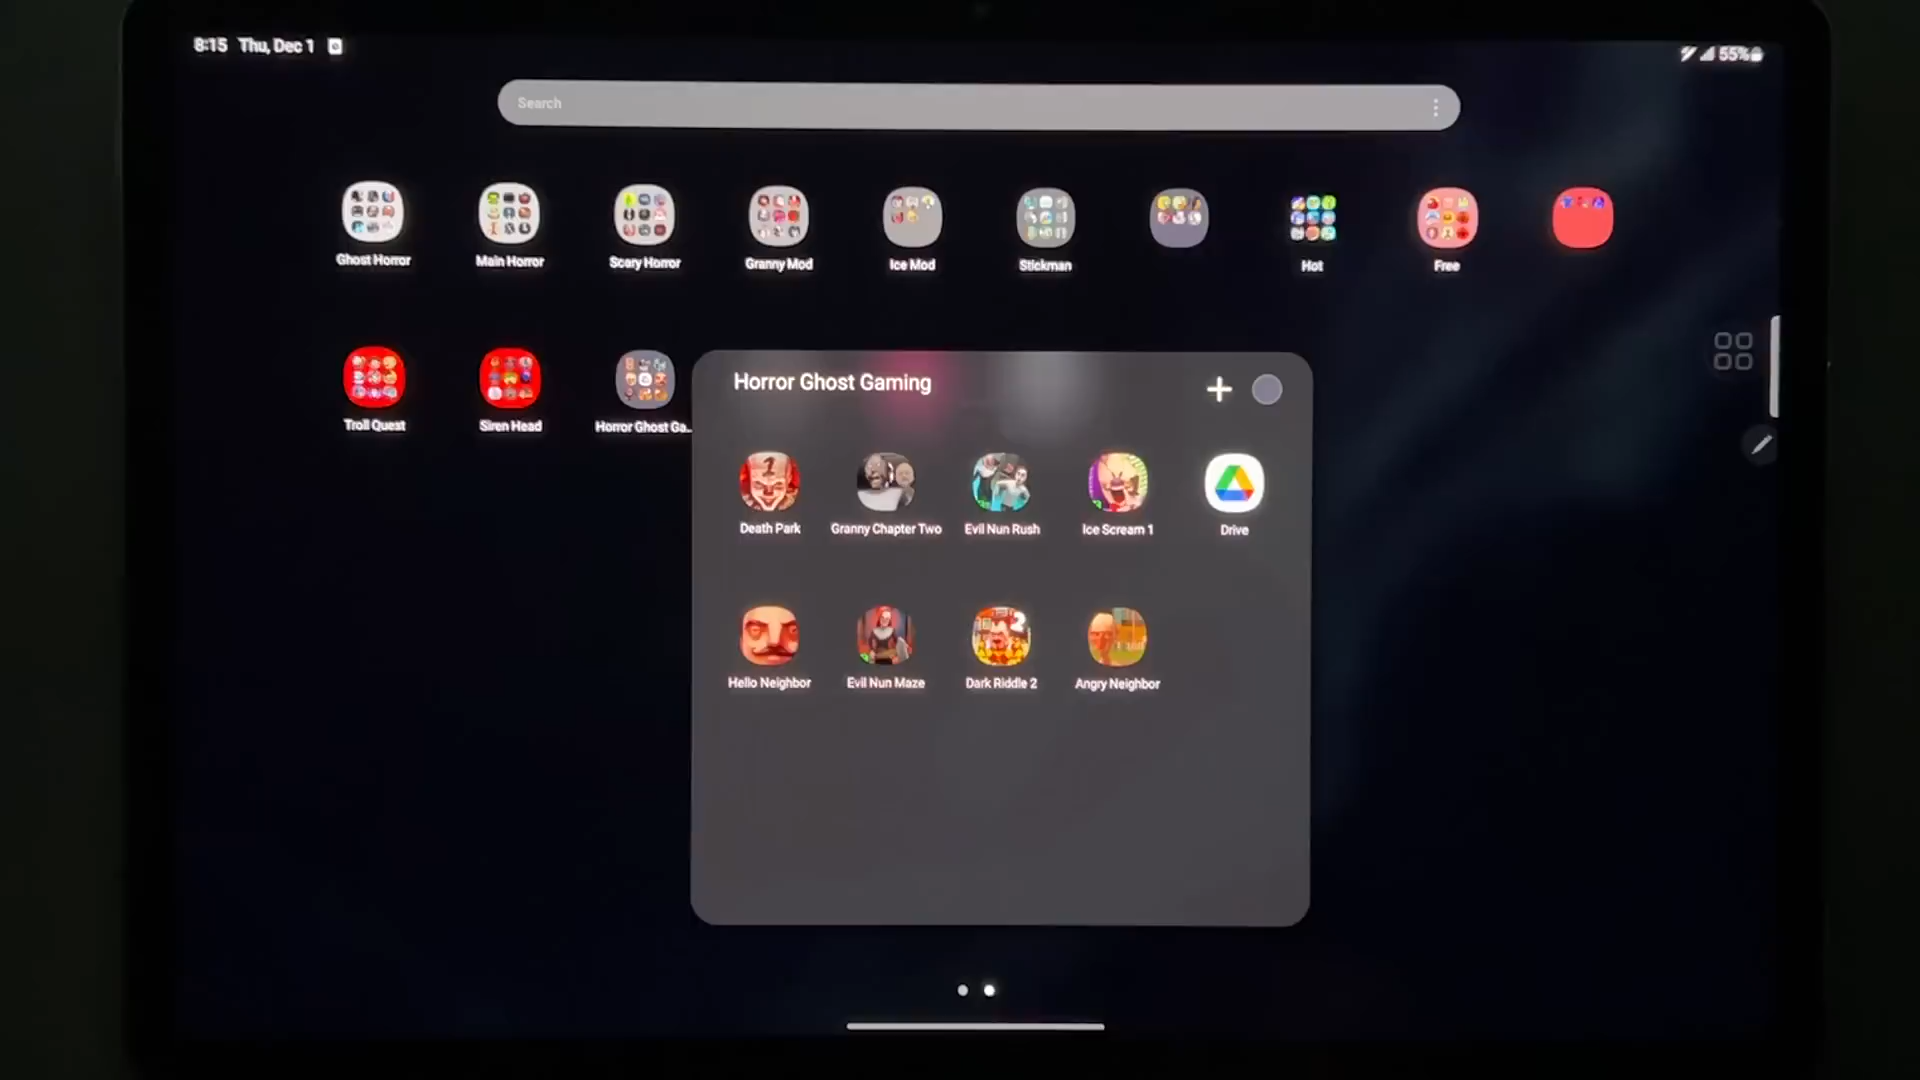 8:15 Thu, Dec 1
55%
Search
Ghost Horror
Main Horror
Scary Horror
Granny Mod
Ice Mod
Stickman
Hot
Free
Troll Quest
Siren Head
Horror Ghost Ga..
Horror Ghost Gaming
1
Death Park
Granny Chapter Two
Evil Nun Rush
Ice Scream 1
Drive
Hello Neighbor
Evil Nun Maze
2
Dark Riddle 2
Angry Neighbor